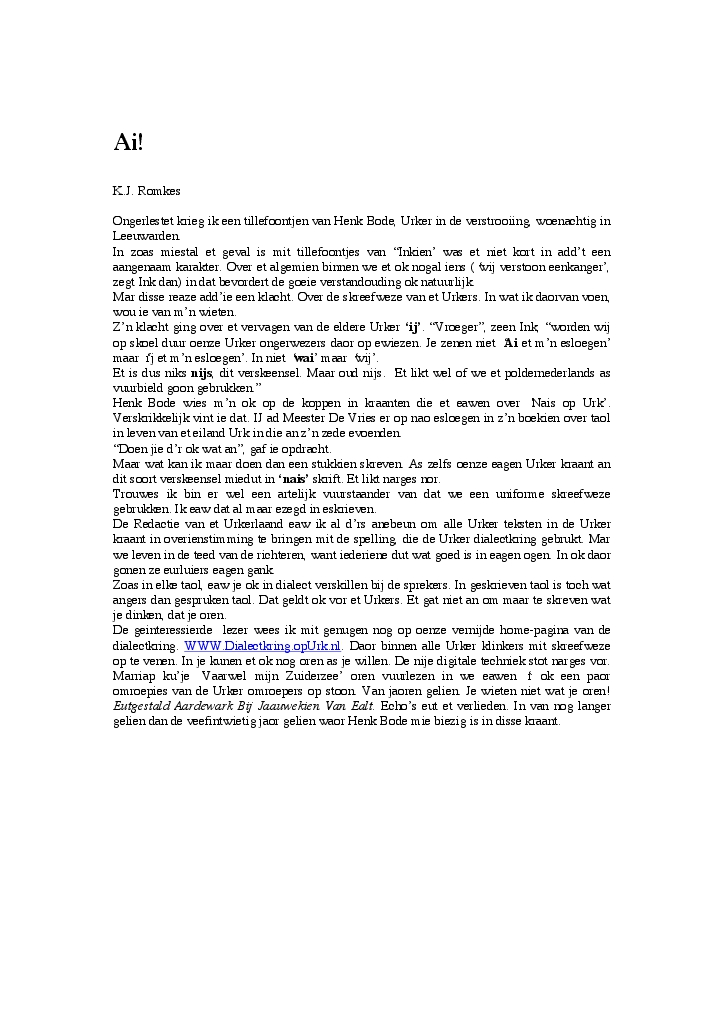 Ai!
K.J. Romkes
Ongerlestet krieg ik een tillefoontjen van Henk Bode, Urker in de verstrooiing, woenachtig in
Leeuwarden.
In zoas miestal et geval is mit tillefoontjes van “Inkien’ was et niet kort in add’t een
aangenaam karakter. Over et algemien binnen we et ok nogal iens ( ‘wij verstoon eenkanger’,
zegt Ink dan) in dat bevordert de goeie verstandouding ok natuurlijk.
Mar disse reaze add’ie een klacht. Over de skreefweze van et Urkers. In wat ik daorvan voen,
wou ie van m’n wieten.
Z’n klacht ging over et vervagen van de eldere Urker ‘ij’. “Vroeger”, zeen Ink, “worden wij
op skoel duur oenze Urker ongerwezers daor op ewiezen. Je zenen niet ‘Ai et m’n esloegen’
maar ‘ij et m’n esloegen’. In niet ‘wai’ maar ‘wij’.
Et is dus niks nijs, dit verskeensel. Maar oud nijs. Et likt wel of we et poldernederlands as
vuurbield goon gebrukken.”
Henk Bode wies m’n ok op de koppen in kraanten die et eawen over ‘Nais op Urk’.
Verskrikkelijk vint ie dat. IJ ad Meester De Vries er op nao esloegen in z’n boekien over taol
in leven van et eiland Urk in die an z’n zede evoenden.
“Doen jie d’r ok wat an”, gaf ie opdracht.
Maar wat kan ik maar doen dan een stukkien skreven. As zelfs oenze eagen Urker kraant an
dit soort verskeensel miedut in ‘nais’ skrift. Et likt narges nor.
Trouwes ik bin er wel een artelijk vuurstaander van dat we een uniforme skreefweze
gebrukken. Ik eaw dat al maar ezegd in eskrieven.
De Redactie van et Urkerlaand eaw ik al d’rs anebeun om alle Urker teksten in de Urker
kraant in overienstimming te bringen mit de spelling, die de Urker dialectkring gebrukt. Mar
we leven in de teed van de richteren, want iederiene dut wat goed is in eagen ogen. In ok daor
gonen ze eurluiers eagen gank.
Zoas in elke taol, eaw je ok in dialect verskillen bij de sprekers. In geskrieven taol is toch wat
angers dan gespruken taol. Dat geldt ok vor et Urkers. Et gat niet an om maar te skreven wat
je dinken, dat je oren.
De geinteressierde lezer wees ik mit genugen nog op oenze vernijde home-pagina van de
dialectkring, WWW.Dialectkring.opUrk.nl. Daor binnen alle Urker klinkers mit skreefweze
op te venen. In je kunen et ok nog oren as je willen. De nije digitale techniek stot narges vor.
Marriap ku’je ‘Vaarwel mijn Zuiderzee’ oren vuurlezen in we eawen ‘r ok een paor
omroepies van de Urker omroepers op stoon. Van jaoren gelien. Je wieten niet wat je oren!
Eutgestald Aardewark Bij Jaauwekien Van Ealt. Echo’s eut et verlieden. In van nog langer
gelien dan de veefintwietig jaor gelien waor Henk Bode mie biezig is in disse kraant.